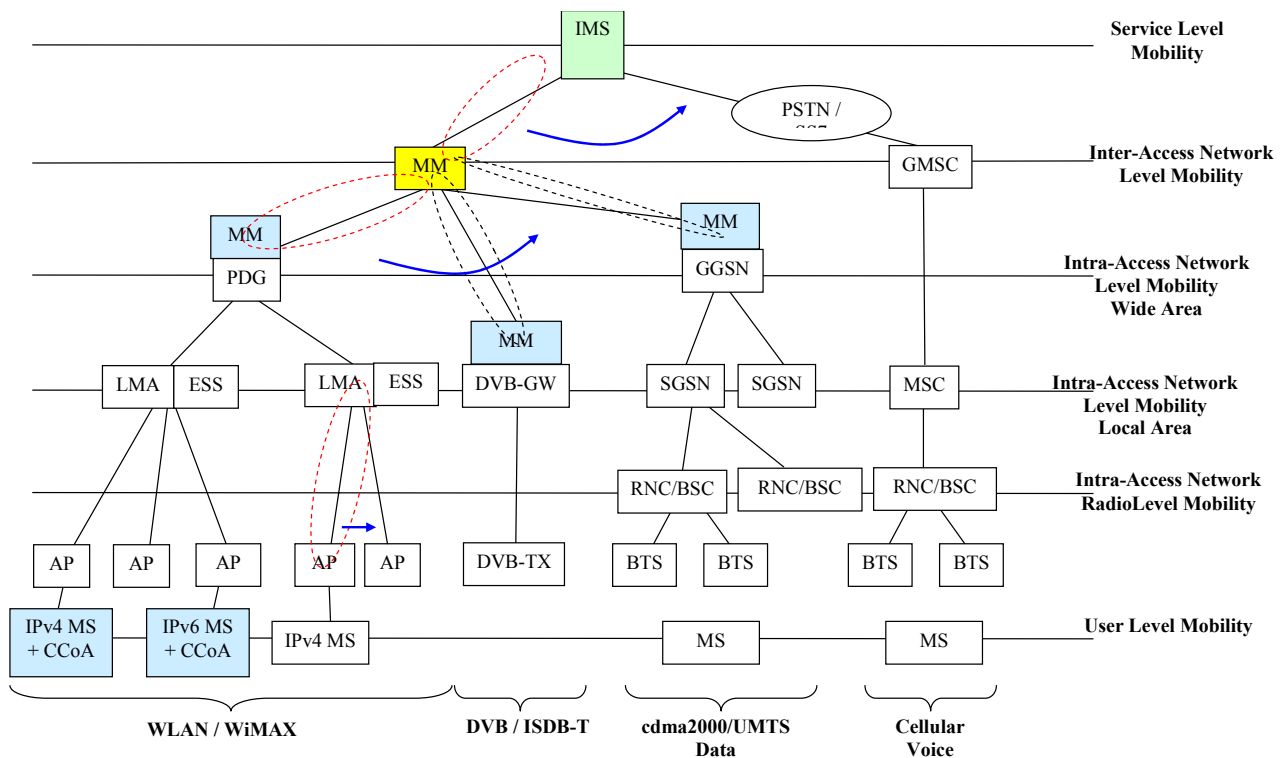 IMS
Service Level
Mobility
PSTN /
MM
GMSC
Inter-Access Network
Level Mobility
MM
MM
PDG
GGSN
Intra-Access Network
Level Mobility
Wide Area
MM
LMA
ESS
LMA
ESS
DVB-GW
SGSN
SGSN
MSC
Intra-Access Network
Level Mobility
Local Area
RNC/BSC
RNC/BSC
RNC/BSC
Intra-Access Network
RadioLevel Mobility
AP
AP
AP
AP
AP
DVB-TX
BTS
BTS
BTS
BTS
IPv4 MS
+ CCoA
IPv6 MS
+ CCoA
IPv4 MS
MS
MS
User Level Mobility
WLAN / WiMAX
DVB / ISDB-T
cdma2000/UMTS
Data
Cellular
Voice